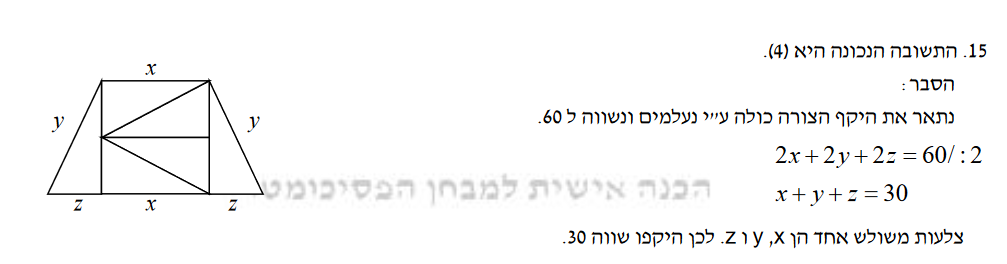 15. התשובה הנכונה היא (4).
הסבר :
נתאר את היקף הצורה כולה ע״י נעלמים ונשווה ל 60.
2x + 2y + 2z = 60/ : 2
x + y + z = 30
צלעות משולש אחד הן x, y ו z. לכן היקפו שווה 30.
הכנה אישית למבחן הפסיכומט
x
y
y
z
x
z